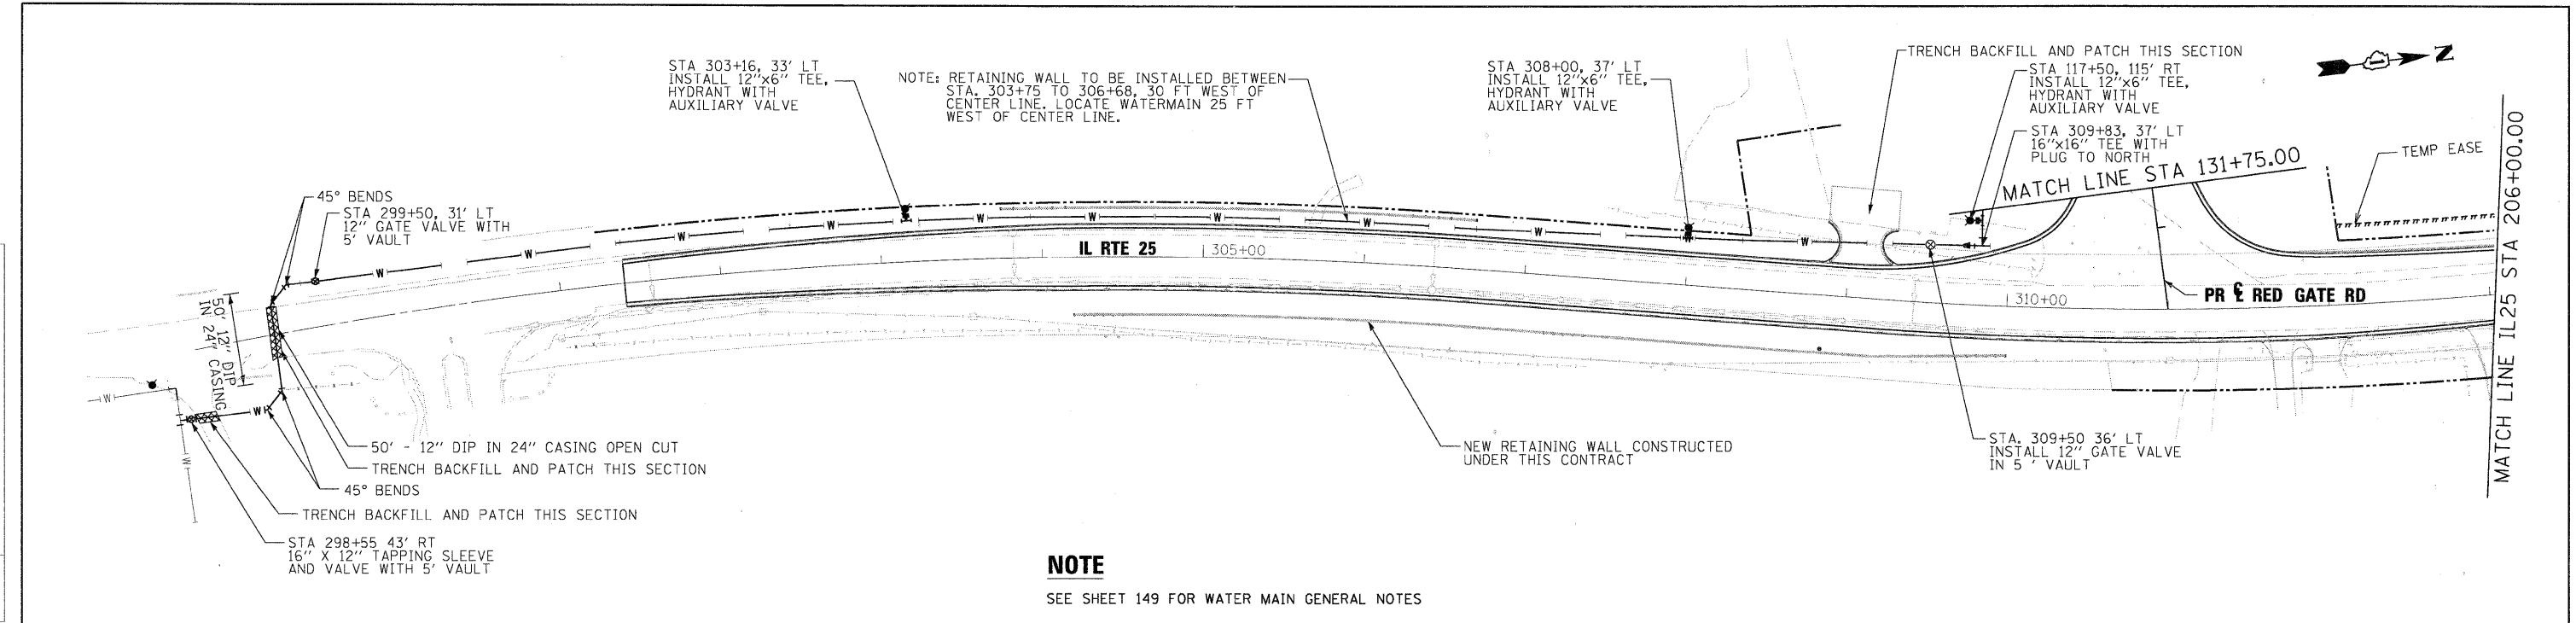 STA 303+16, 33' LT
INSTALL 12"x6" TEE,
HYDRANT WITH
AUXILIARY VALVE
NOTE: RETAINING WALL TO BE INSTALLED BETWEEN
STA. 303+75 TO 306+68, 30 FT WEST OF
CENTER LINE. LOCATE WATERMAIN 25 FT
WEST OF CENTER LINE.
STA 308+00, 37' LT
INSTALL 12"x6" TEE,
HYDRANT WITH
AUXILIARY VALVE
TRENCH BACKFILL AND PATCH THIS SECTION
STA 117+50, 115' RT
INSTALL 12"x6" TEE,
HYDRANT WITH
AUXILIARY VALVE
STA 309+83, 37' LT
16"x16" TEE WITH
PLUG TO NORTH
MATCH LINE STA 131+75.00
TEMP EASE
N
MATCH LINE IL25 STA 206+00.00
45° BENDS
STA 299+50, 31' LT
12" GATE VALVE WITH
5' VAULT
W
W
W
W
W
W
W
W
W
W
IL RTE 25
305+00
310+00
PR ℄ RED GATE RD
50' 12" DIP
IN 24" CASING
W
W
W
50' - 12" DIP IN 24" CASING OPEN CUT
TRENCH BACKFILL AND PATCH THIS SECTION
45° BENDS
TRENCH BACKFILL AND PATCH THIS SECTION
STA 298+55 43' RT
16" X 12" TAPPING SLEEVE
AND VALVE WITH 5' VAULT
NEW RETAINING WALL CONSTRUCTED
UNDER THIS CONTRACT
STA. 309+50 36' LT
INSTALL 12" GATE VALVE
IN 5 ' VAULT
NOTE
SEE SHEET 149 FOR WATER MAIN GENERAL NOTES